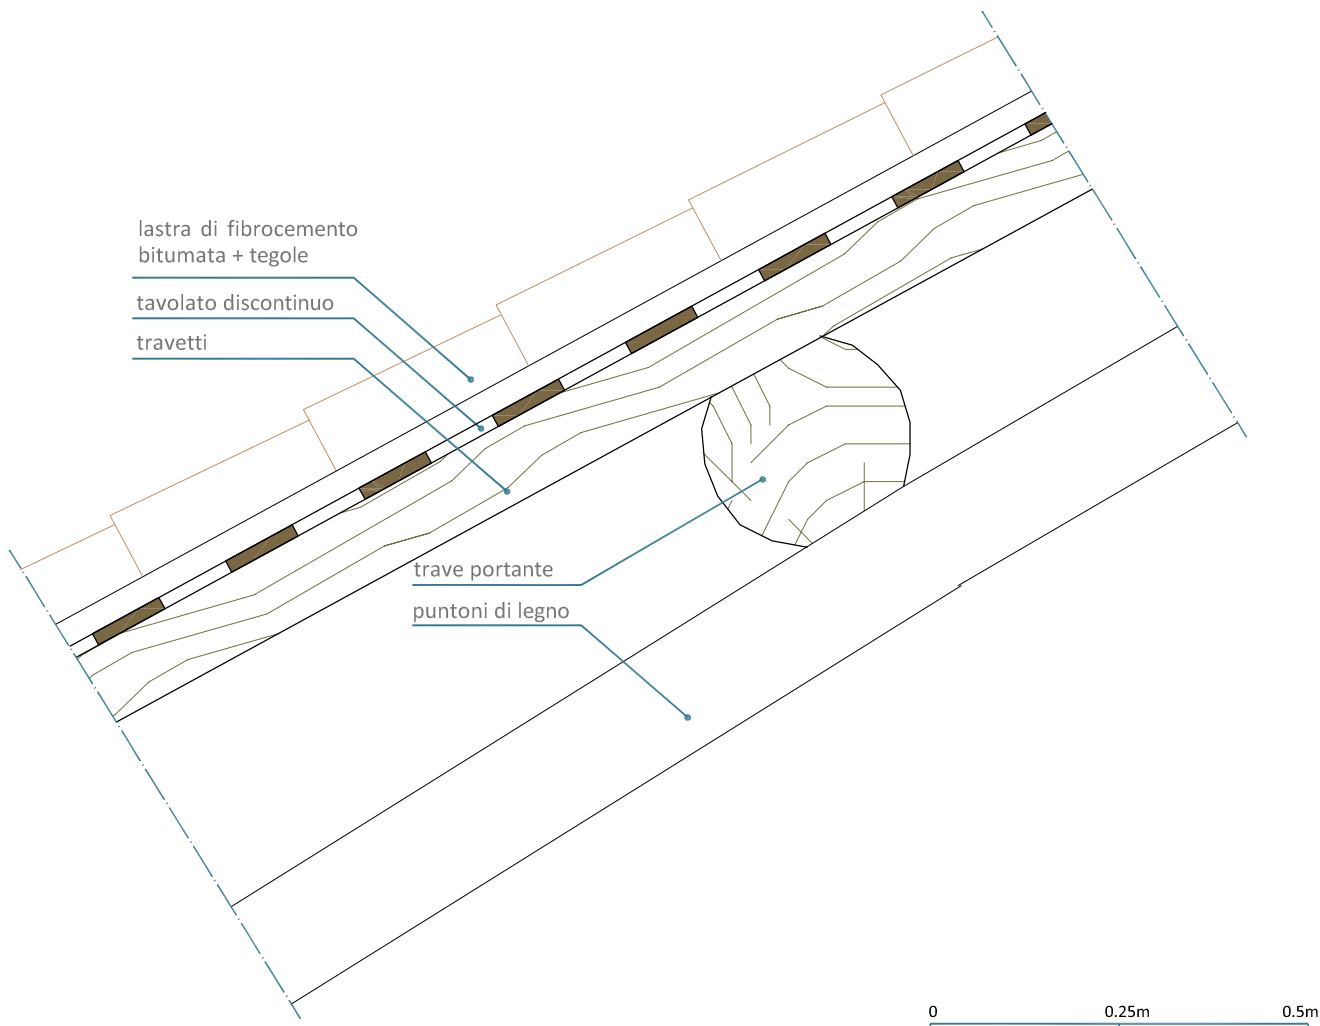 lastra di fibrocemento
bitumata + tegole
tavolato discontinuo
travetti
trave portante
puntoni di legno
0 0.25m 0.5m